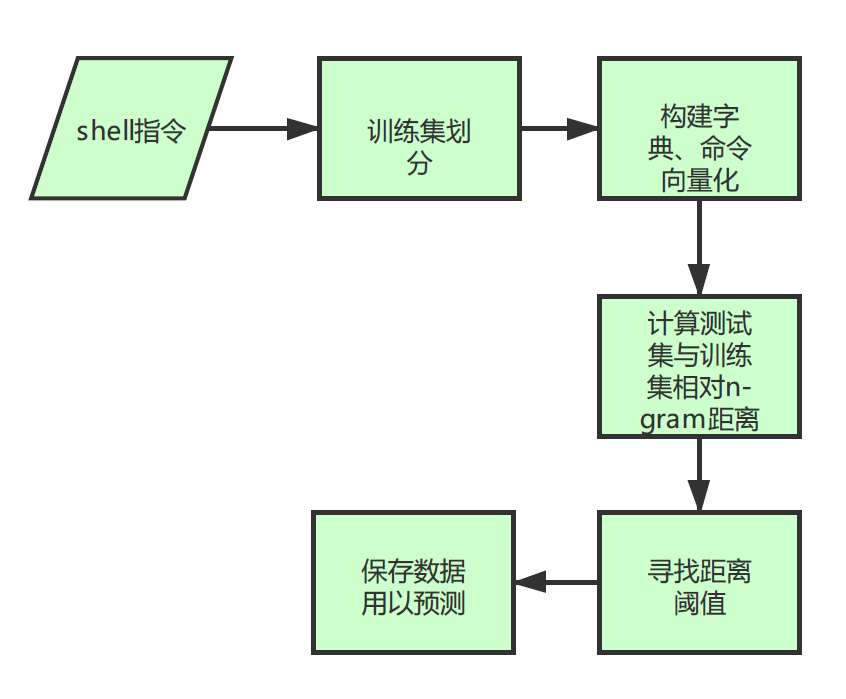 shell指令
训练集划
分
构建字
典、命令
向量化
计算测试
集与训练
集相对n-
gram距离
寻找距离
阈值
保存数据
用以预测